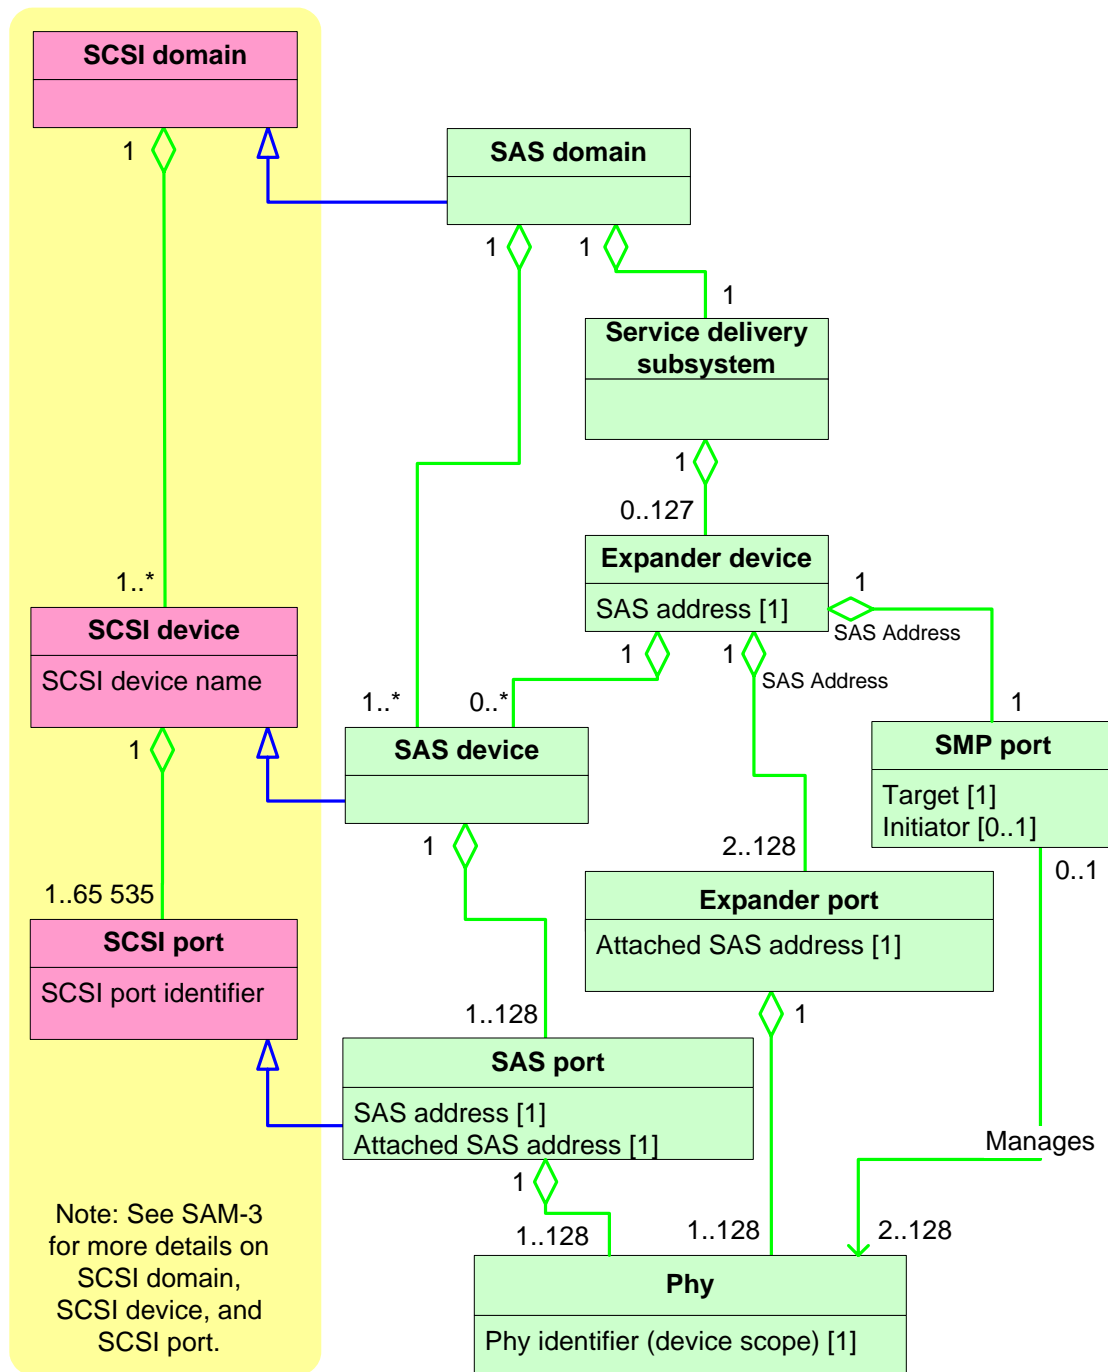 SCSI domain
1
SAS domain
1
1
1
Service delivery
subsystem
1
0..127
Expander device
SAS address [1]
1
SAS Address
1
1
SAS Address
1..*
SCSI device
SCSI device name
1
1..*
0..*
SAS device
1
1
SMP port
Target [1]
Initiator [0..1]
0..1
2..128
Expander port
Attached SAS address [1]
1
1..65 535
SCSI port
SCSI port identifier
1..128
SAS port
SAS address [1]
Attached SAS address [1]
1
Manages
1..128
1..128
2..128
Phy
Phy identifier (device scope) [1]
Note: See SAM-3
for more details on
SCSI domain,
SCSI device, and
SCSI port.